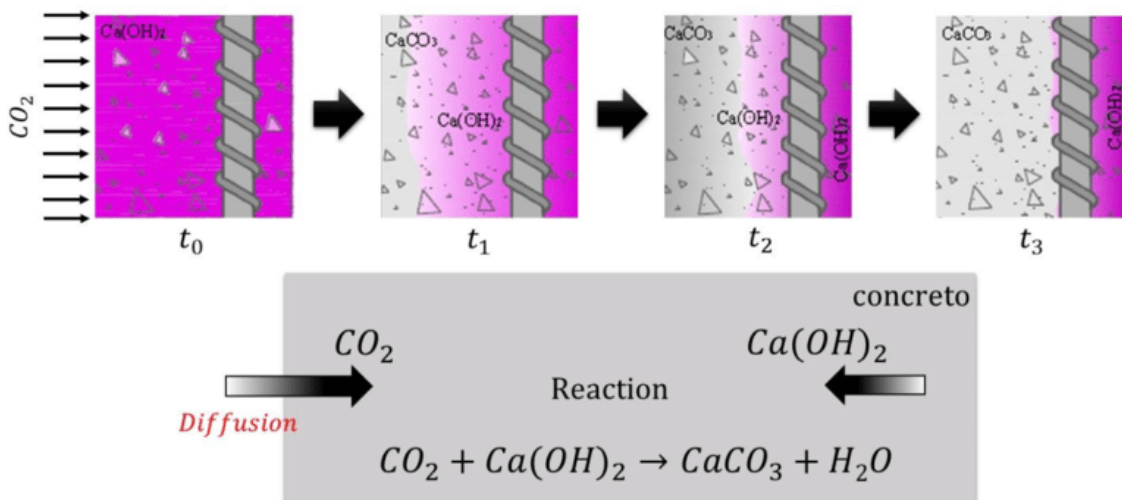 CO₂
Ca(OH)₂
t₀
CaCO₃
Ca(OH)₂
t₁
CaCO₃
Ca(OH)₂
Ca(OH)₂
t₂
CaCO₃
Ca(OH)₂
t₃
concreto
CO₂
Ca(OH)₂
Diffusion
Reaction
CO₂ + Ca(OH)₂ → CaCO₃ + H₂O